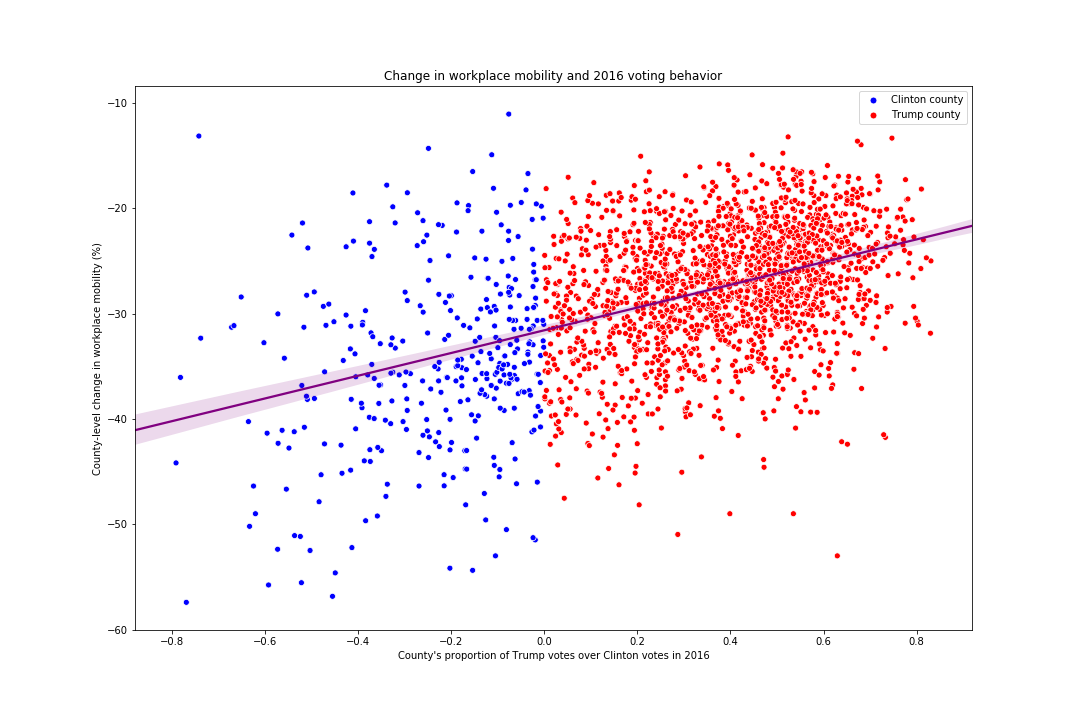 Change in workplace mobility and 2016 voting behavior
Clinton county
Trump county
County-level change in workplace mobility (%)
−10
−20
−30
−40
−50
−60
−0.8 −0.6 −0.4 −0.2 0.0 0.2 0.4 0.6 0.8
County's proportion of Trump votes over Clinton votes in 2016